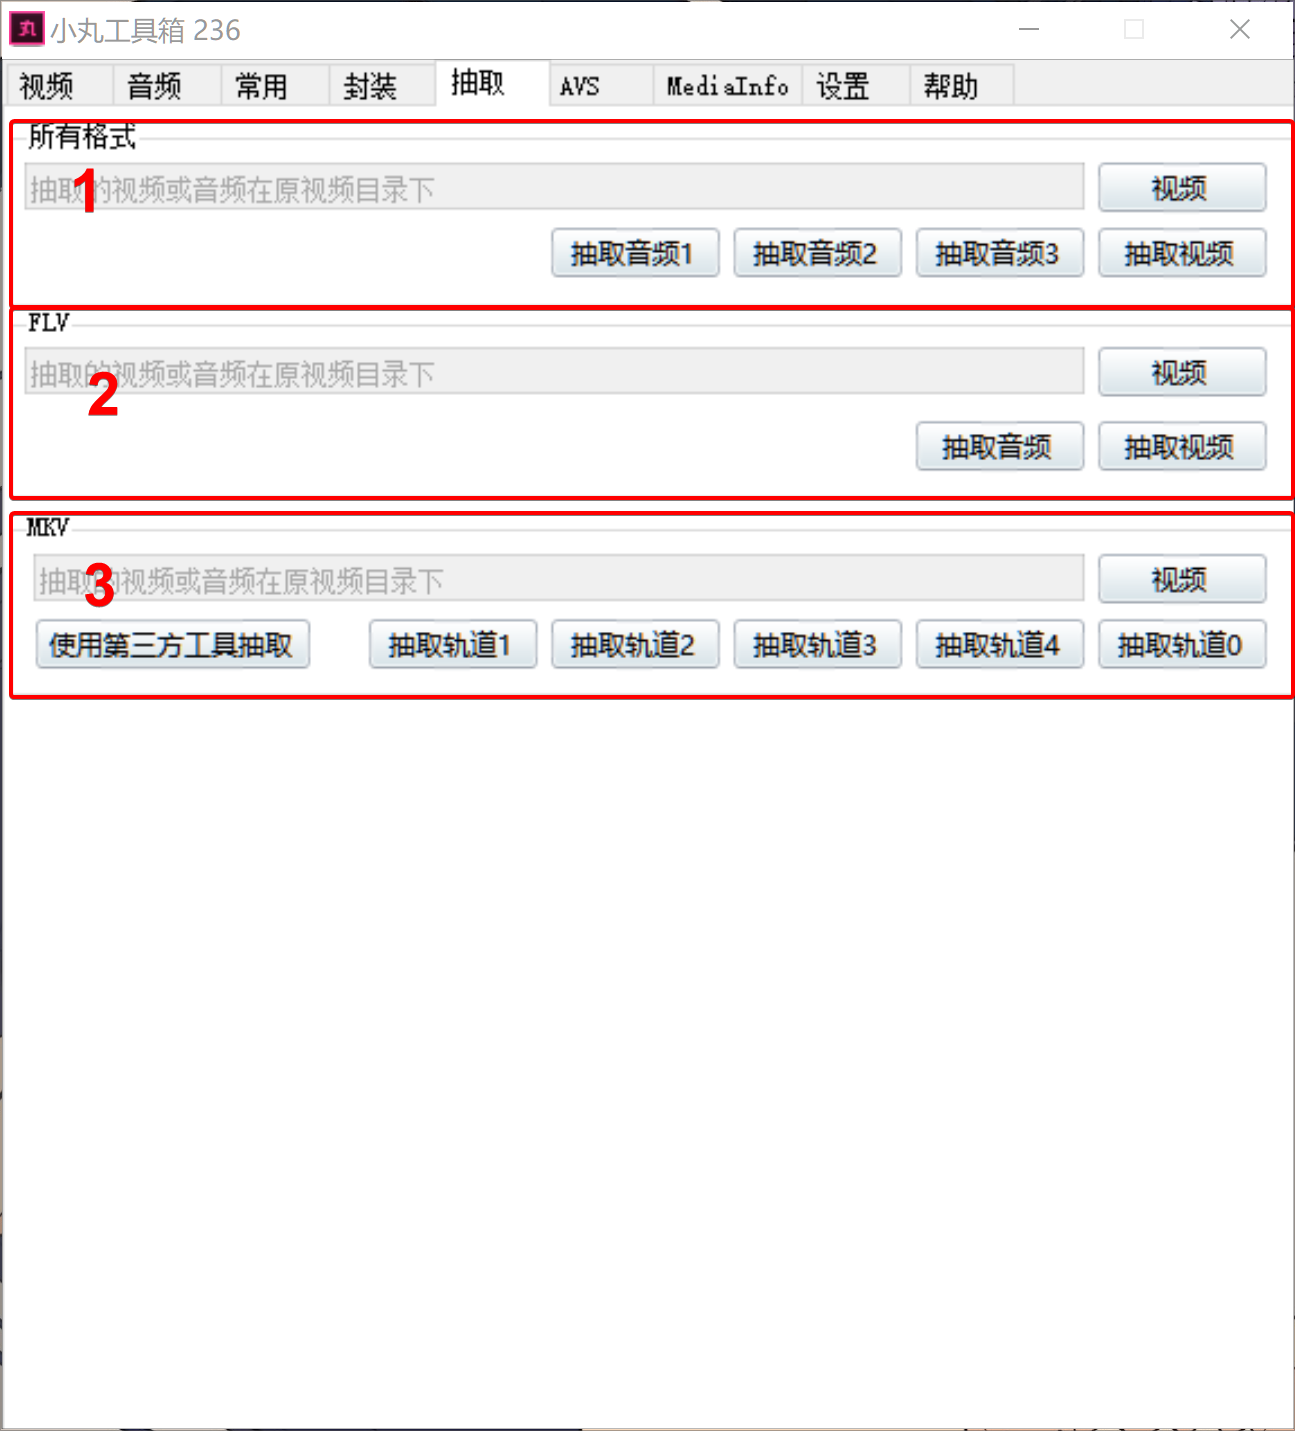 丸 小丸工具箱 236
视频 音频 常用 封装 抽取 AVS MediaInfo 设置 帮助
所有格式
1
抽取的视频或音频在原视频目录下 视频
抽取音频1 抽取音频2 抽取音频3 抽取视频
FLV
2
抽取的视频或音频在原视频目录下 视频
抽取音频 抽取视频
MKV
3
抽取的视频或音频在原视频目录下 视频
使用第三方工具抽取 抽取轨道1 抽取轨道2 抽取轨道3 抽取轨道4 抽取轨道0